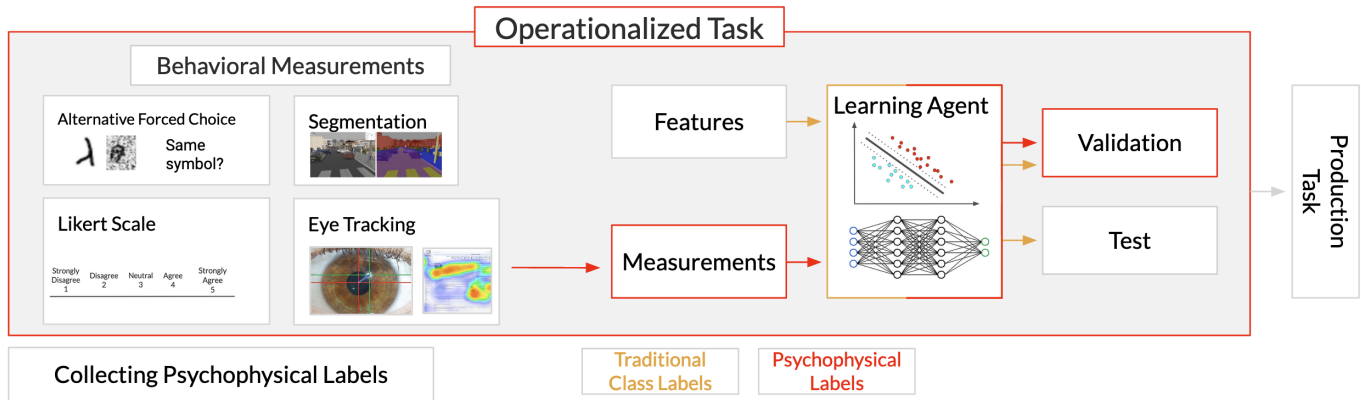 Operationalized Task
Behavioral Measurements
Alternative Forced Choice
Same
symbol?
Segmentation
Likert Scale
Strongly
Disagree
1
Disagree
2
Neutral
3
Agree
4
Strongly
Agree
5
Eye Tracking
Features
Measurements
Learning Agent
Validation
Test
Production
Task
Collecting Psychophysical Labels
Traditional
Class Labels
Psychophysical
Labels